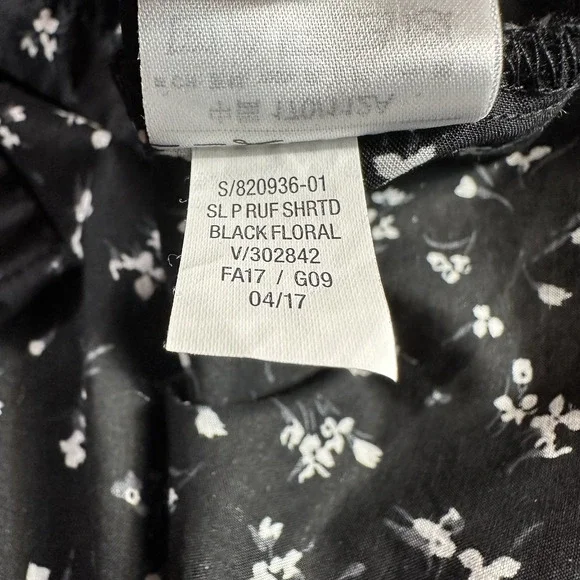 S/820936-01
SL P RUF SHRTD
BLACK FLORAL
V/302842
FA17 / G09
04/17